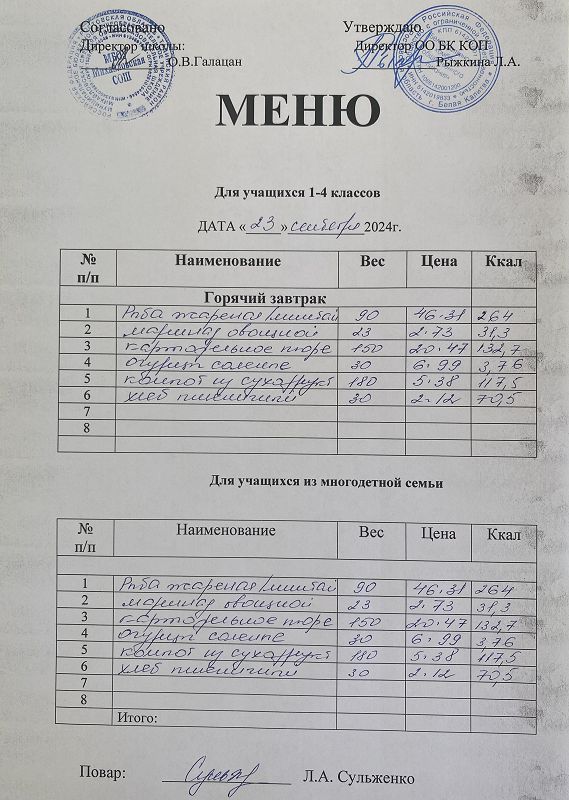 Согласовано Утверждаю
Директор школы: Директор ОО БК КОП
О.В.Галацан Рыжкина Л.А.
МЕНЮ
Для учащихся 1-4 классов
ДАТА «23» сентября 2024г.
№ п/п Наименование Вес Цена Ккал
Горячий завтрак
1 Рыба жареная/минтай 90 46.31 264
2 маринад овощной 23 2.73 31,3
3 картофельное пюре 150 20.47 132,7
4 огурцы соленые 30 6.99 3,76
5 компот из сухофрукт 180 5.38 117,5
6 хлеб пшеничный 30 2.12 70,5
7
8
Для учащихся из многодетной семьи
№ п/п Наименование Вес Цена Ккал
1 Рыба жареная/минтай 90 46.31 264
2 маринад овощной 23 2.73 31,3
3 картофельное пюре 150 20.47 132,7
4 огурцы соленые 30 6.99 3,76
5 компот из сухофрукт 180 5.38 117,5
6 хлеб пшеничный 30 2.12 70,5
7
8
Итого:
Повар: Л.А. Сульженко